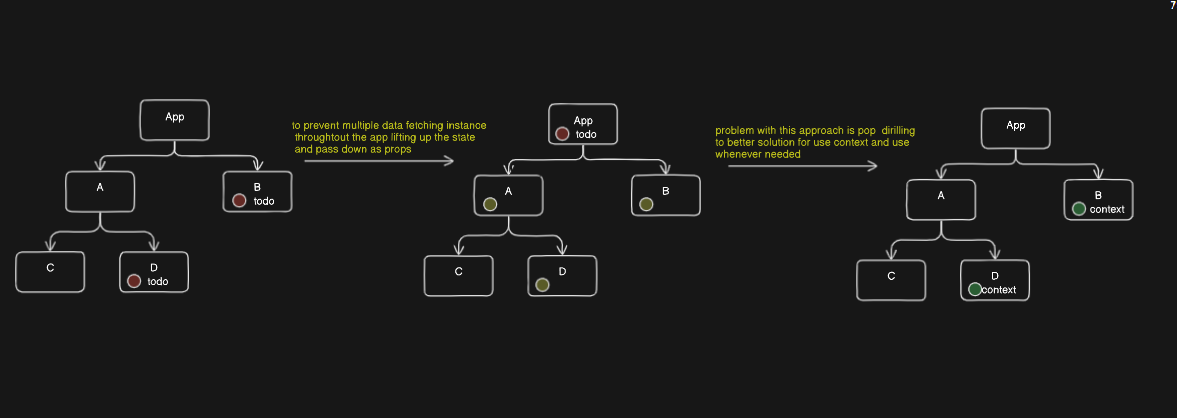 7
App
A
B
todo
C
D
todo
to prevent multiple data fetching instance
throughtout the app lifting up the state
and pass down as props
App
todo
A
B
C
D
problem with this approach is pop dirilling
to better solution for use context and use
whenever needed
App
A
B
context
C
D
context